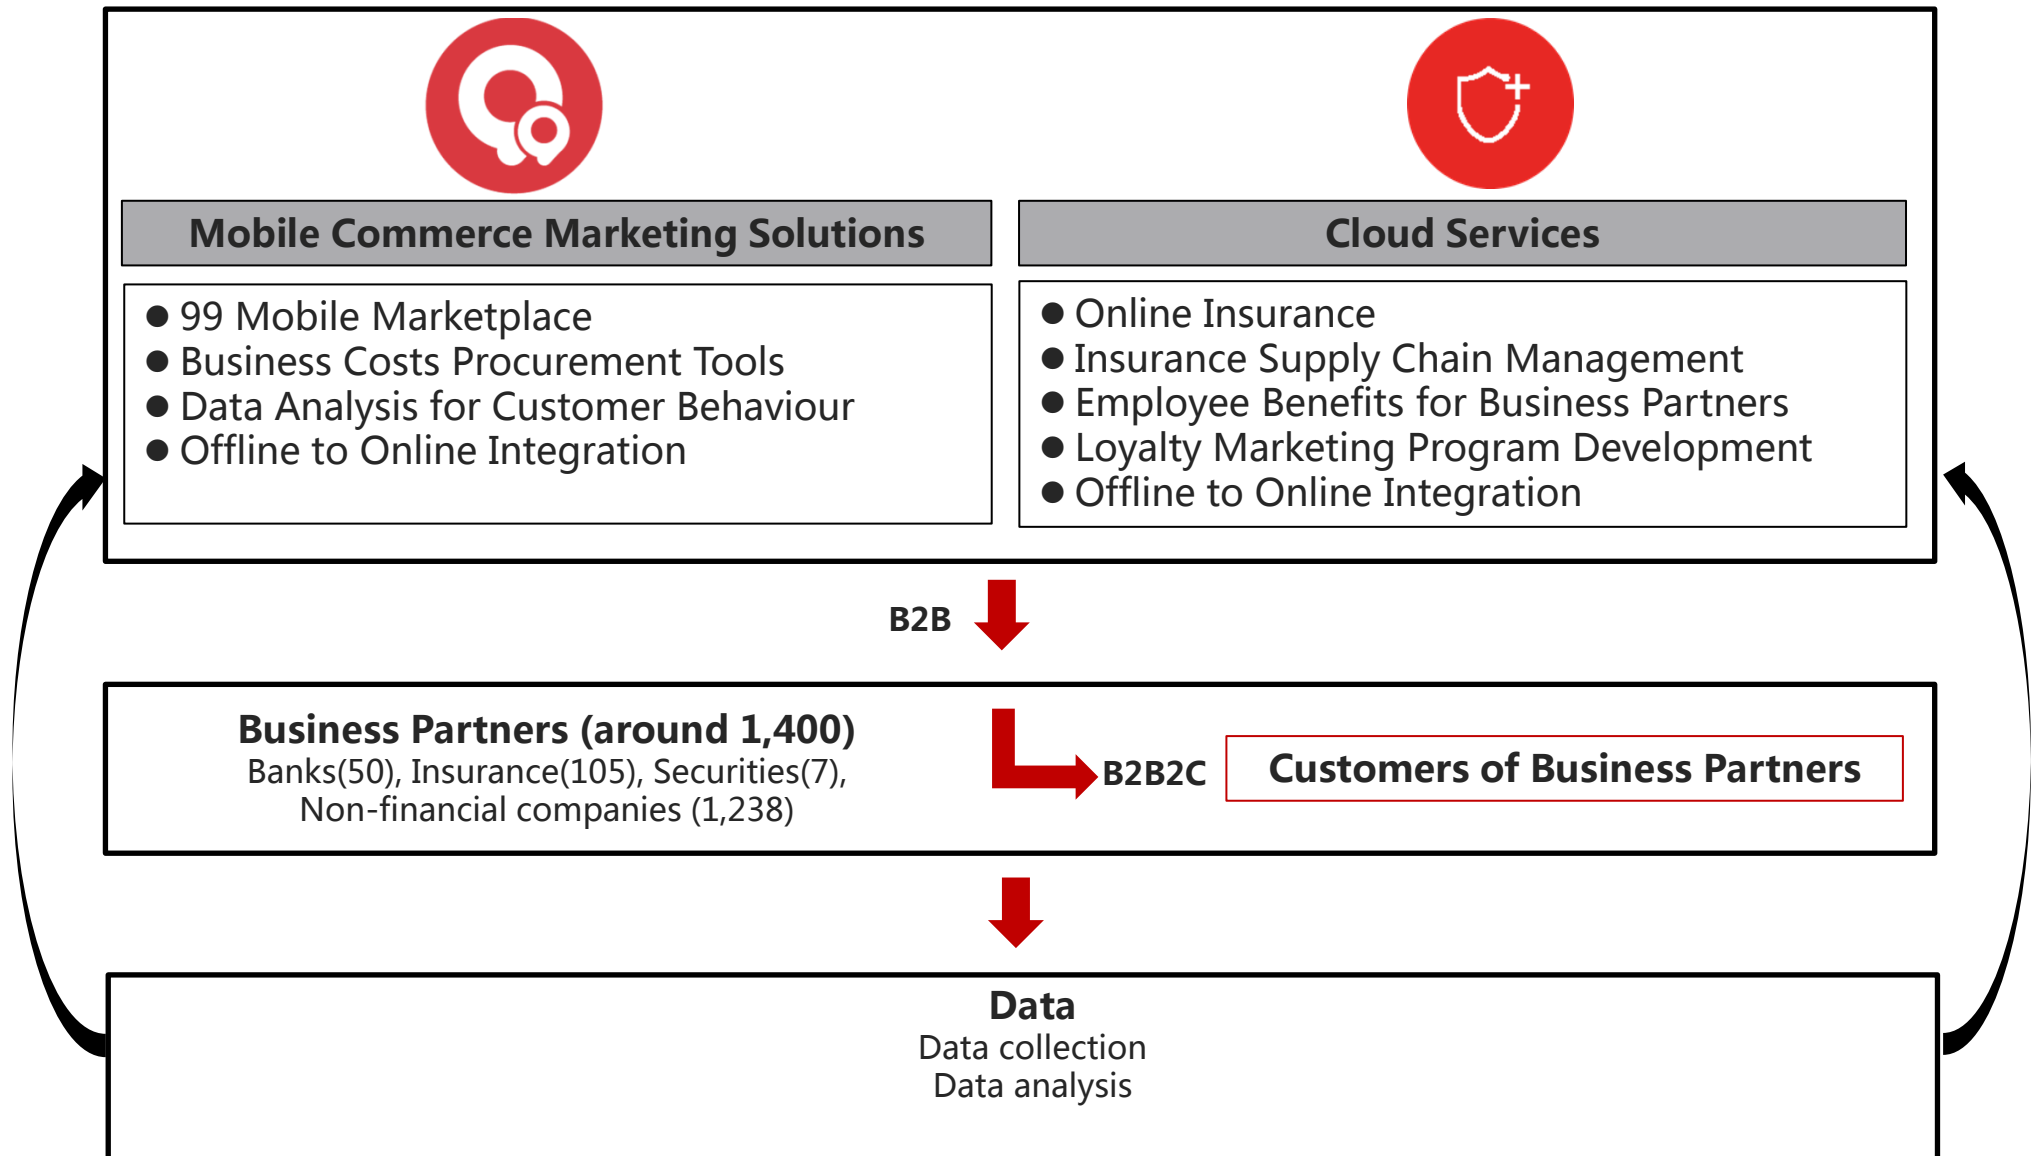 Mobile Commerce Marketing Solutions
● 99 Mobile Marketplace
● Business Costs Procurement Tools
● Data Analysis for Customer Behaviour
● Offline to Online Integration
Cloud Services
● Online Insurance
● Insurance Supply Chain Management
● Employee Benefits for Business Partners
● Loyalty Marketing Program Development
● Offline to Online Integration
B2B
Business Partners (around 1,400)
Banks(50), Insurance(105), Securities(7),
Non-financial companies (1,238)
B2B2C
Customers of Business Partners
Data
Data collection
Data analysis